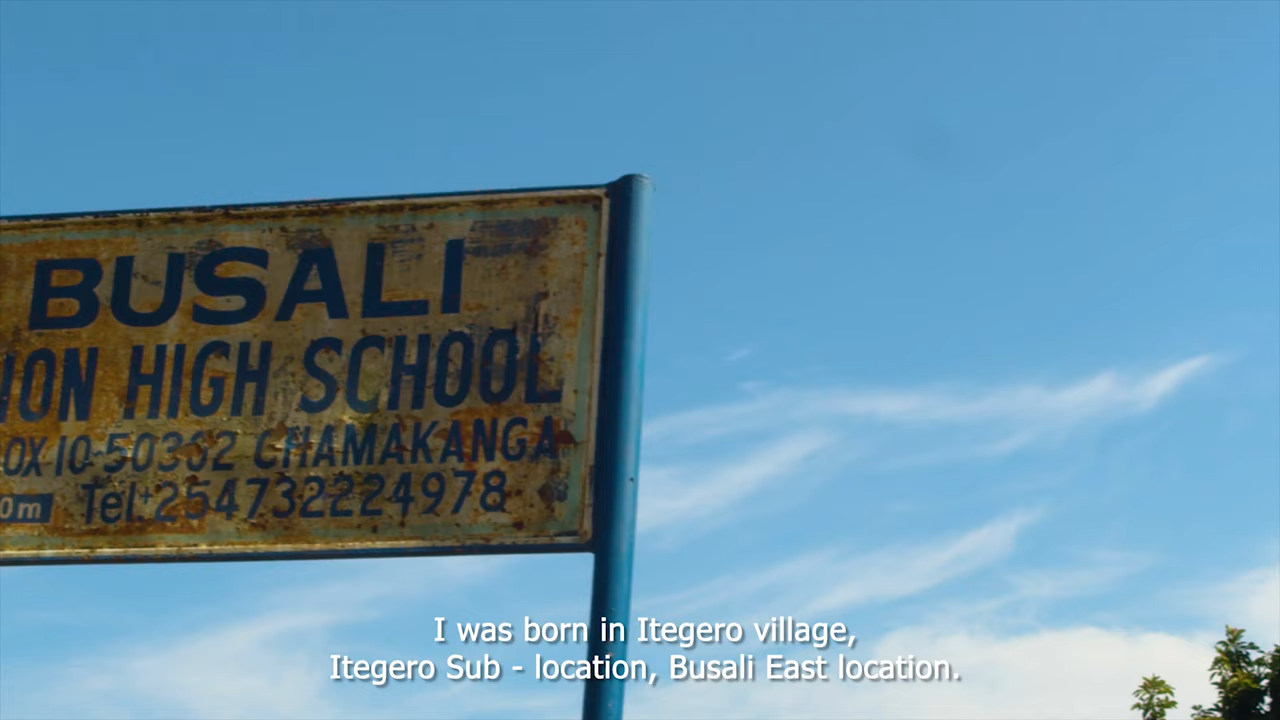 BUSALI
ION HIGH SCHOOL
OX 10-50302 CHAMAKANGA
0m Tel:+254732224978
I was born in Itegero village,
Itegero Sub - location, Busali East location.